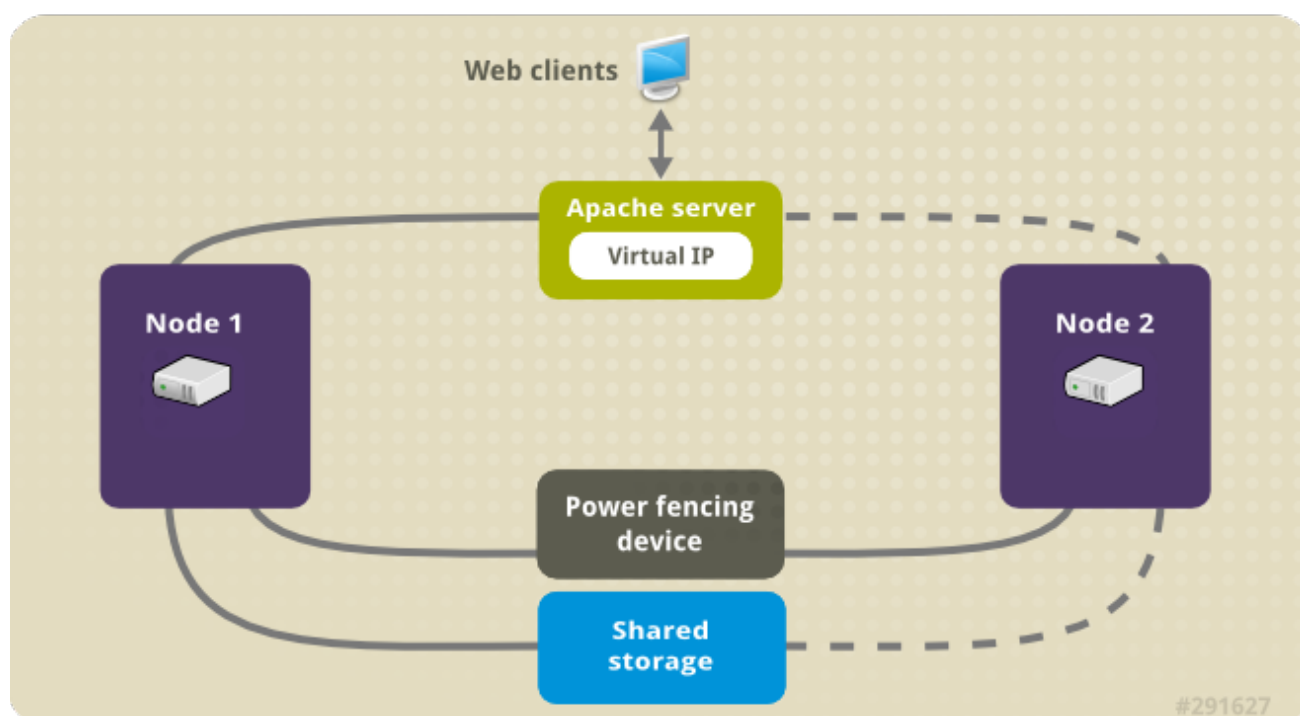 Web clients
Apache server
Virtual IP
Node 1
Node 2
Power fencing
device
Shared
storage
#291627